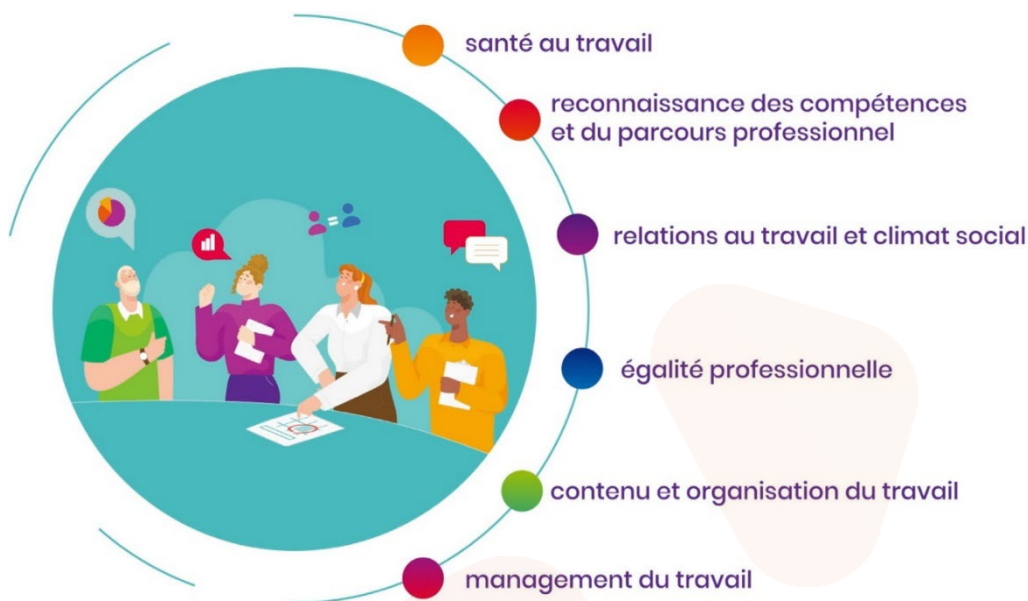 santé au travail
reconnaissance des compétences
et du parcours professionnel
relations au travail et climat social
égalité professionnelle
contenu et organisation du travail
management du travail